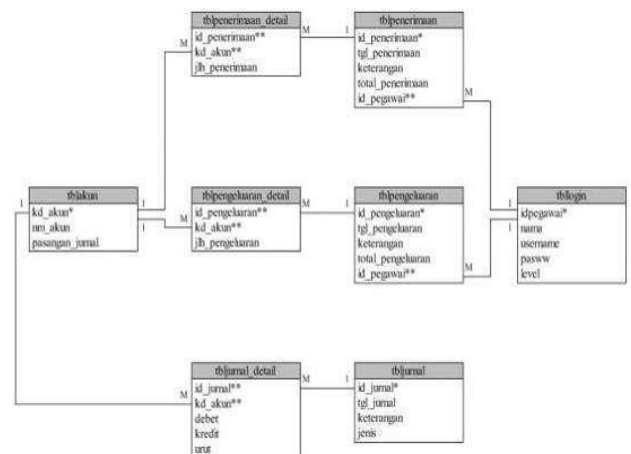 tblpenerimaan_detail
id_penerimaan**
kd_akun**
jlh_penerimaan
M
1
tblpenerimaan
id_penerimaan*
tgl_penerimaan
keterangan
total_penerimaan
id_pegawai**
M
M
1
tblakun
kd_akun*
nm_akun
pasangan_jurnal
1
1
M
tblpengeluaran_detail
id_pengeluaran**
kd_akun**
jlh_pengeluaran
M
1
tblpengeluaran
id_pengeluaran*
tgl_pengeluaran
keterangan
total_pengeluaran
id_pegawai**
M
1
1
tbllogin
idpegawai*
nama
username
pasww
level
M
tbljurnal_detail
id_jurnal**
kd_akun**
debet
kredit
urut
M
1
tbljurnal
id_jurnal*
tgl_jurnal
keterangan
jenis